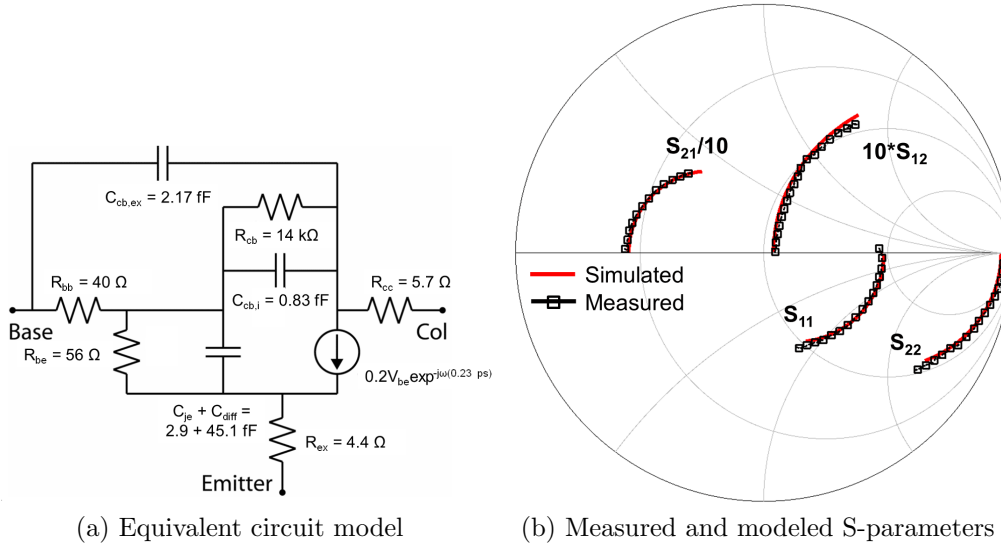 C_cb,ex = 2.17 fF
R_cb = 14 kΩ
R_bb = 40 Ω
C_cb,i = 0.83 fF
R_cc = 5.7 Ω
Base
Col
R_be = 56 Ω
0.2V_be exp^-jω(0.23 ps)
C_je + C_diff =
2.9 + 45.1 fF
R_ex = 4.4 Ω
Emitter
(a) Equivalent circuit model
S_21/10
10*S_12
Simulated
Measured
S_11
S_22
(b) Measured and modeled S-parameters